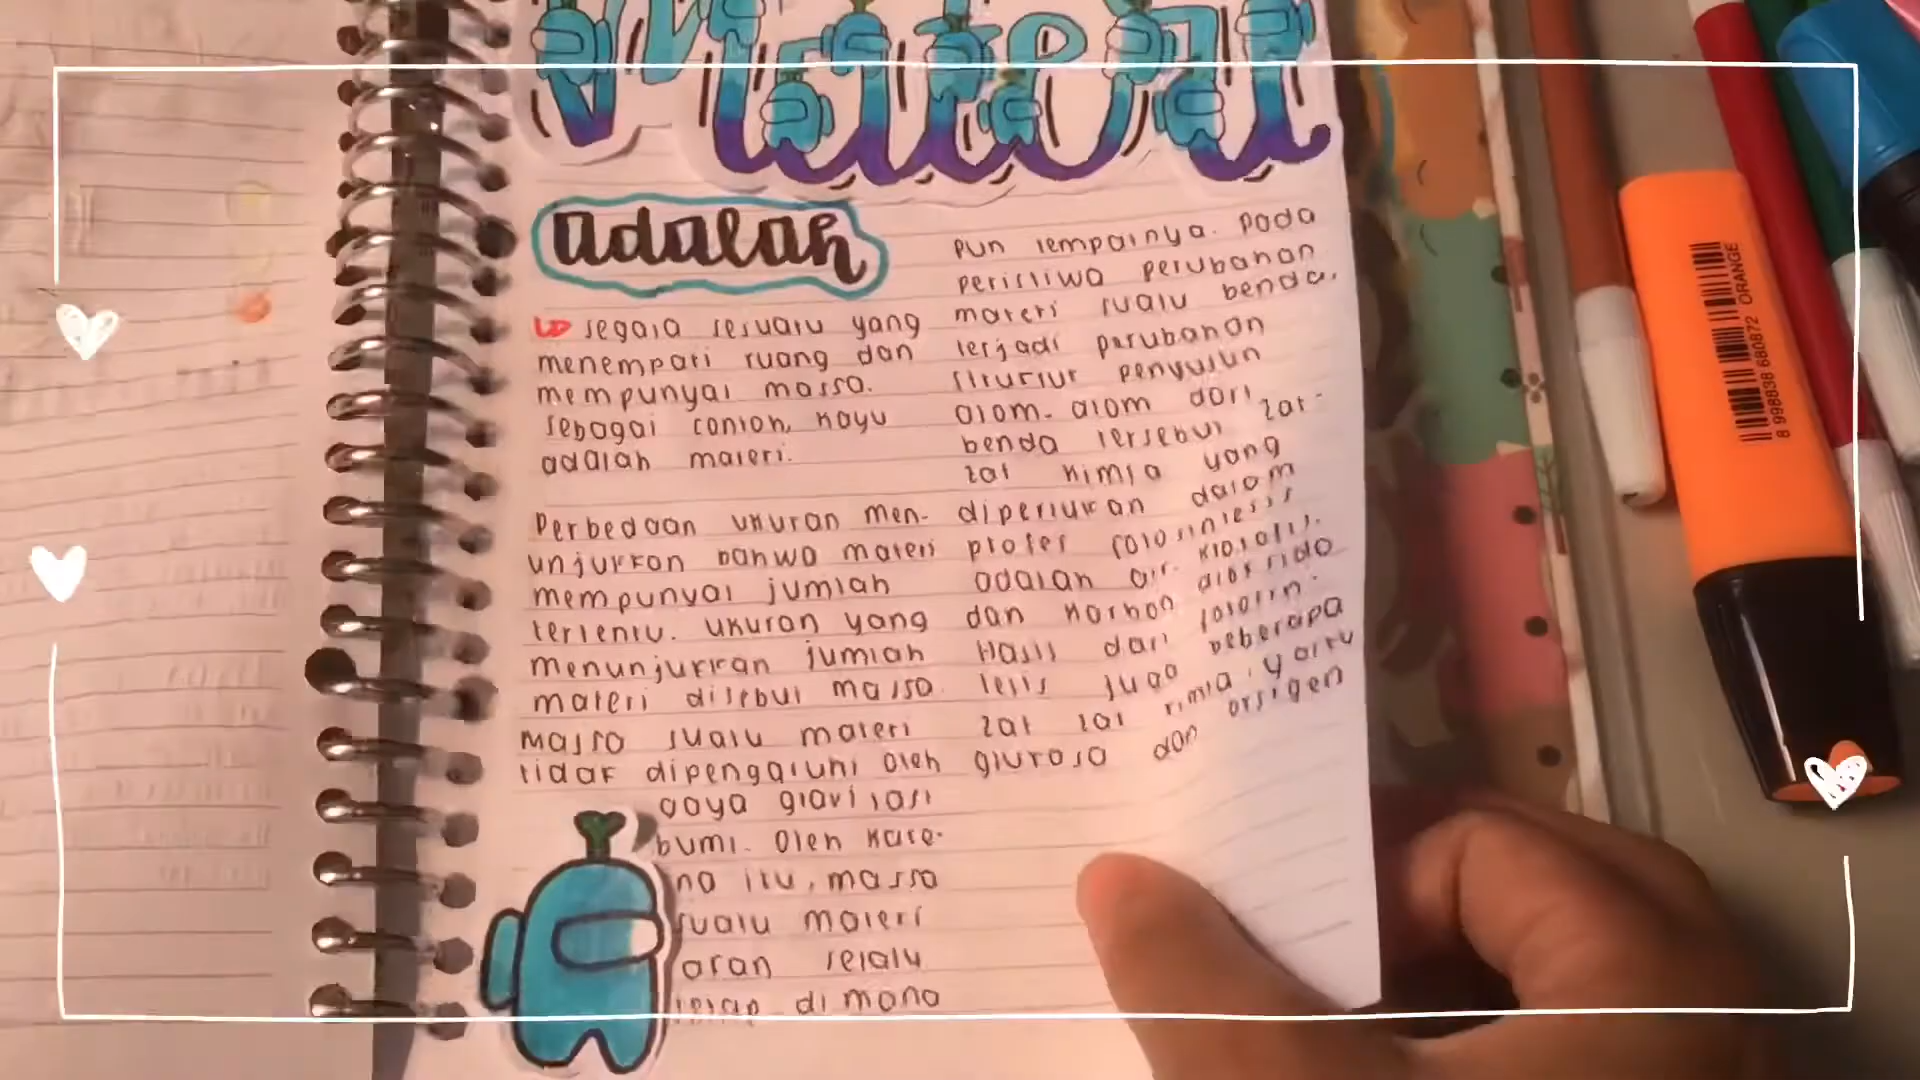 Materi
adalah
segala sesuatu yang
menempati ruang dan
mempunyai massa.
sebagai contoh, kayu
adalah materi.
Perbedaan ukuran men-
unjukkan bahwa materi
mempunyai jumlah
tertentu. ukuran yang
menunjukkan jumlah
materi disebut massa.
Massa suatu materi
tidak dipengaruhi oleh
gaya gravitasi
bumi. Oleh kare-
na itu, massa
suatu materi
akan selalu
tetap di mana
pun tempatnya. Pada
peristiwa perubahan
materi suatu benda,
terjadi perubahan
struktur penyusun
atom-atom dari
benda tersebut zat-
zat kimia yang
diperlukan dalam
proses fotosintesis
adalah air, klorofil,
dan karbon dioksida
Hasil dari fotosin-
tesis juga beberapa
zat zat kimia, yaitu
glukosa dan oksigen
8 998838 680872 ORANGE